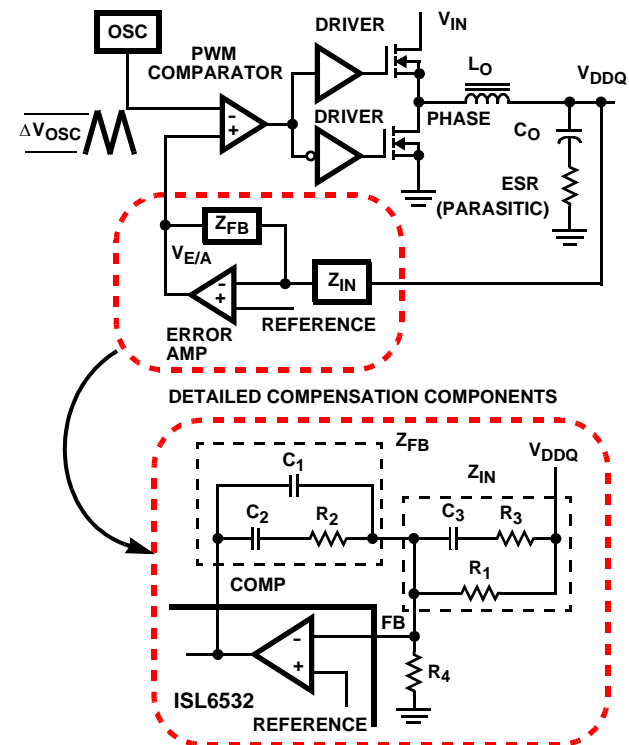 OSC
PWM
COMPARATOR
DRIVER
V_IN
L_O
V_DDQ
ΔV_OSC
-
+
DRIVER
PHASE
C_O
ESR
(PARASITIC)
Z_FB
V_E/A
-
+
Z_IN
ERROR
AMP
REFERENCE
DETAILED COMPENSATION COMPONENTS
Z_FB
C_1
Z_IN
V_DDQ
C_2
R_2
C_3
R_3
COMP
R_1
FB
-
+
R_4
ISL6532
REFERENCE